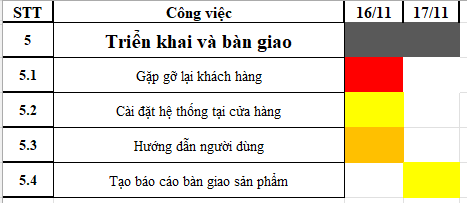 STT Công việc 16/11 17/11
5 Triển khai và bàn giao
5.1 Gặp gỡ lại khách hàng
5.2 Cài đặt hệ thống tại cửa hàng
5.3 Hướng dẫn người dùng
5.4 Tạo báo cáo bàn giao sản phẩm